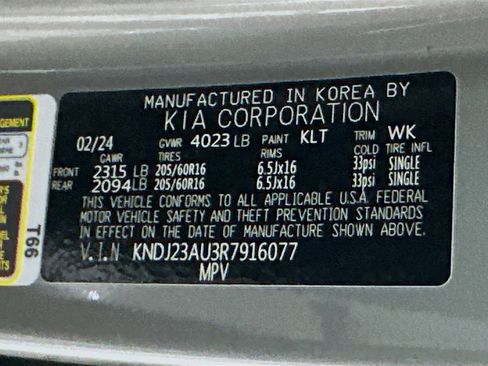 MANUFACTURED IN KOREA BY
KIA CORPORATION
02/24 GVWR 4023 LB PAINT KLT TRIM WK
GAWR TIRES RIMS COLD TIRE INFL
FRONT 2315 LB 205/60R16 6.5Jx16 33psi SINGLE
REAR 2094 LB 205/60R16 6.5Jx16 33psi SINGLE
THIS VEHICLE CONFORMS TO ALL APPLICABLE U.S.A FEDERAL
MOTOR VEHICLE SAFETY AND THEFT PREVENTION STANDARDS
IN EFFECT ON THE DATE OF MANUFACTURE SHOWN ABOVE.
V.I.N KNDJ23AU3R7916077
MPV
T66